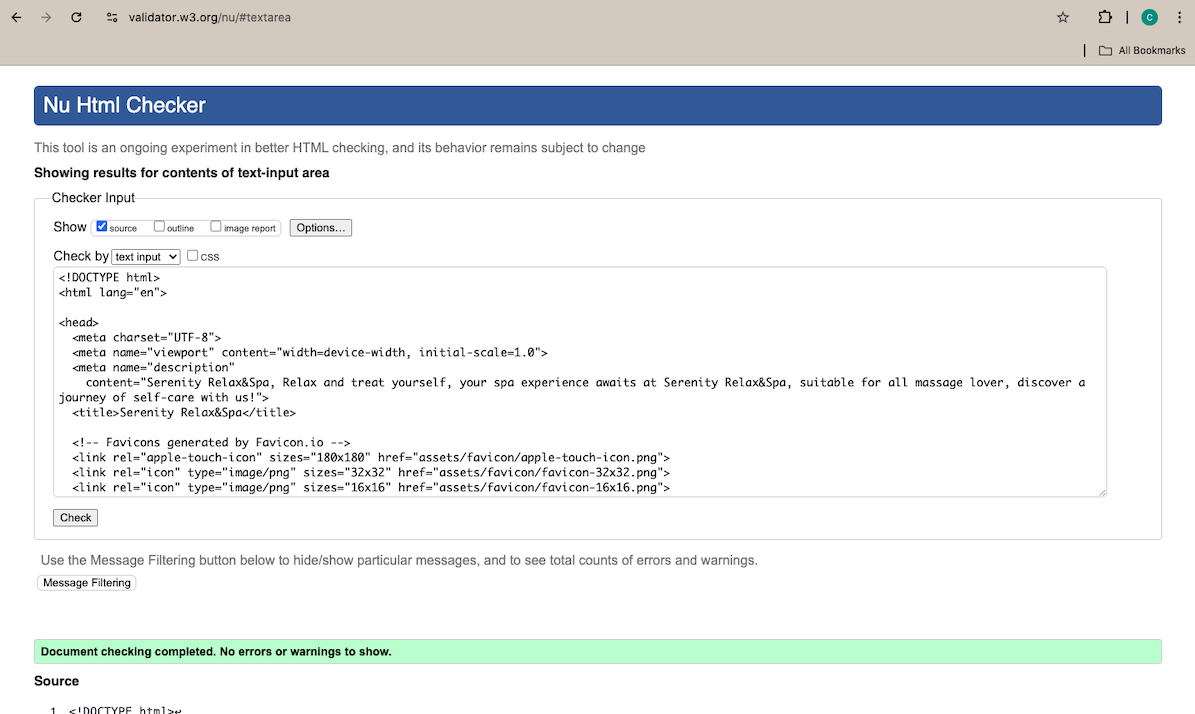 validator.w3.org/nu/#textarea
C
All Bookmarks
Nu Html Checker
This tool is an ongoing experiment in better HTML checking, and its behavior remains subject to change
Showing results for contents of text-input area
Checker Input
Show source outline image report Options...
Check by text input css
<!DOCTYPE html>
<html lang="en">
<head>
<meta charset="UTF-8">
<meta name="viewport" content="width=device-width, initial-scale=1.0">
<meta name="description"
content="Serenity Relax&Spa, Relax and treat yourself, your spa experience awaits at Serenity Relax&Spa, suitable for all massage lover, discover a
journey of self-care with us!">
<title>Serenity Relax&Spa</title>
<!-- Favicons generated by Favicon.io -->
<link rel="apple-touch-icon" sizes="180x180" href="assets/favicon/apple-touch-icon.png">
<link rel="icon" type="image/png" sizes="32x32" href="assets/favicon/favicon-32x32.png">
<link rel="icon" type="image/png" sizes="16x16" href="assets/favicon/favicon-16x16.png">
Check
Use the Message Filtering button below to hide/show particular messages, and to see total counts of errors and warnings.
Message Filtering
Document checking completed. No errors or warnings to show.
Source
1. <!DOCTYPE html>↩